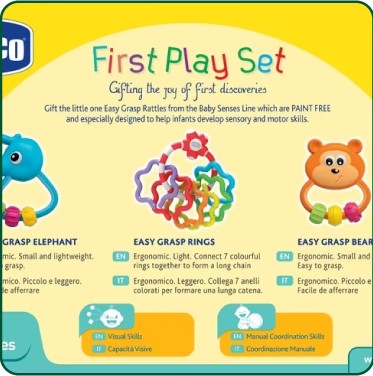 CO
First Play Set
Gifting the joy of first discoveries
Gift the little one Easy Grasp Rattles from the Baby Senses Line which are PAINT FREE
and especially designed to help infants develop sensory and motor skills.
GRASP ELEPHANT
omic. Small and lightweight.
grasp.
omico. Piccolo e leggero.
de afferrare
EASY GRASP RINGS
EN Ergonomic. Light. Connect 7 colourful
rings together to form a long chain
IT Ergonomico. Leggero. Collega 7 anelli
colorati per formare una lunga catena.
EASY GRASP BEAR
EN Ergonomic. Small and
Easy to grasp.
IT Ergonomico. Piccolo e
Facile de afferrare
es
EN Visual Skills
IT Capacità Visive
EN Manual Coordination Skills
IT Coordinazione Manuale
w